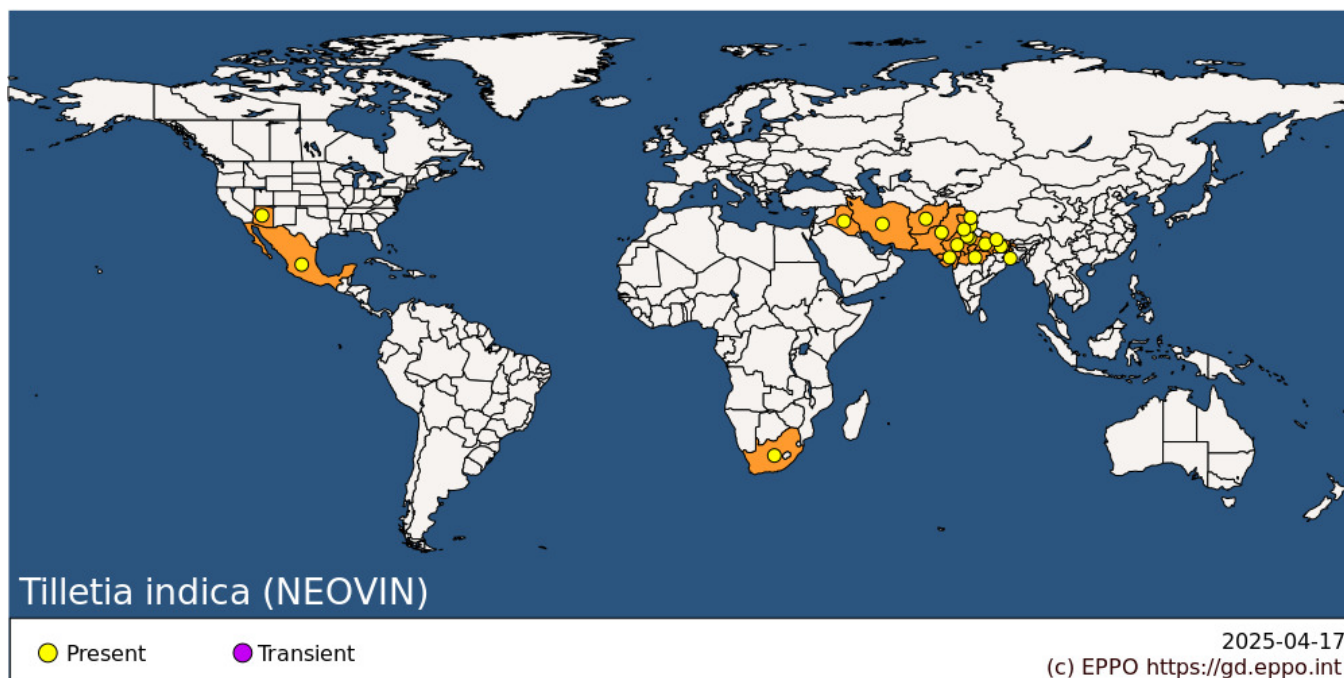 Tilletia indica (NEOVIN)
Present
Transient
2025-04-17
(c) EPPO https://gd.eppo.int